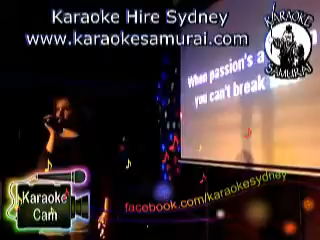 Karaoke Hire Sydney
www.karaokesamurai.com
KARAOKE
SAMURAI
When passion's a
you can't break
Karaoke
Cam
facebook.com/karaokesydney